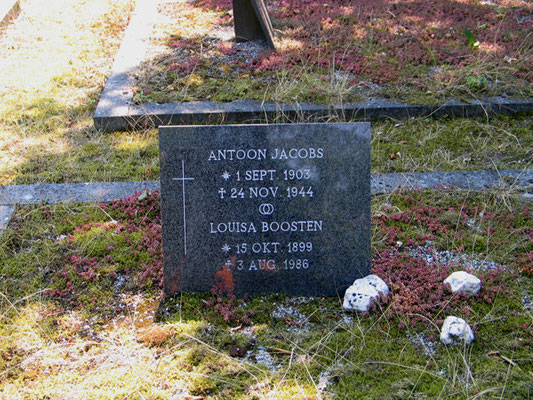 ANTOON JACOBS
* 1 SEPT. 1903
† 24 NOV. 1944
⚭
LOUISA BOOSTEN
* 15 OKT. 1899
† 3 AUG. 1986